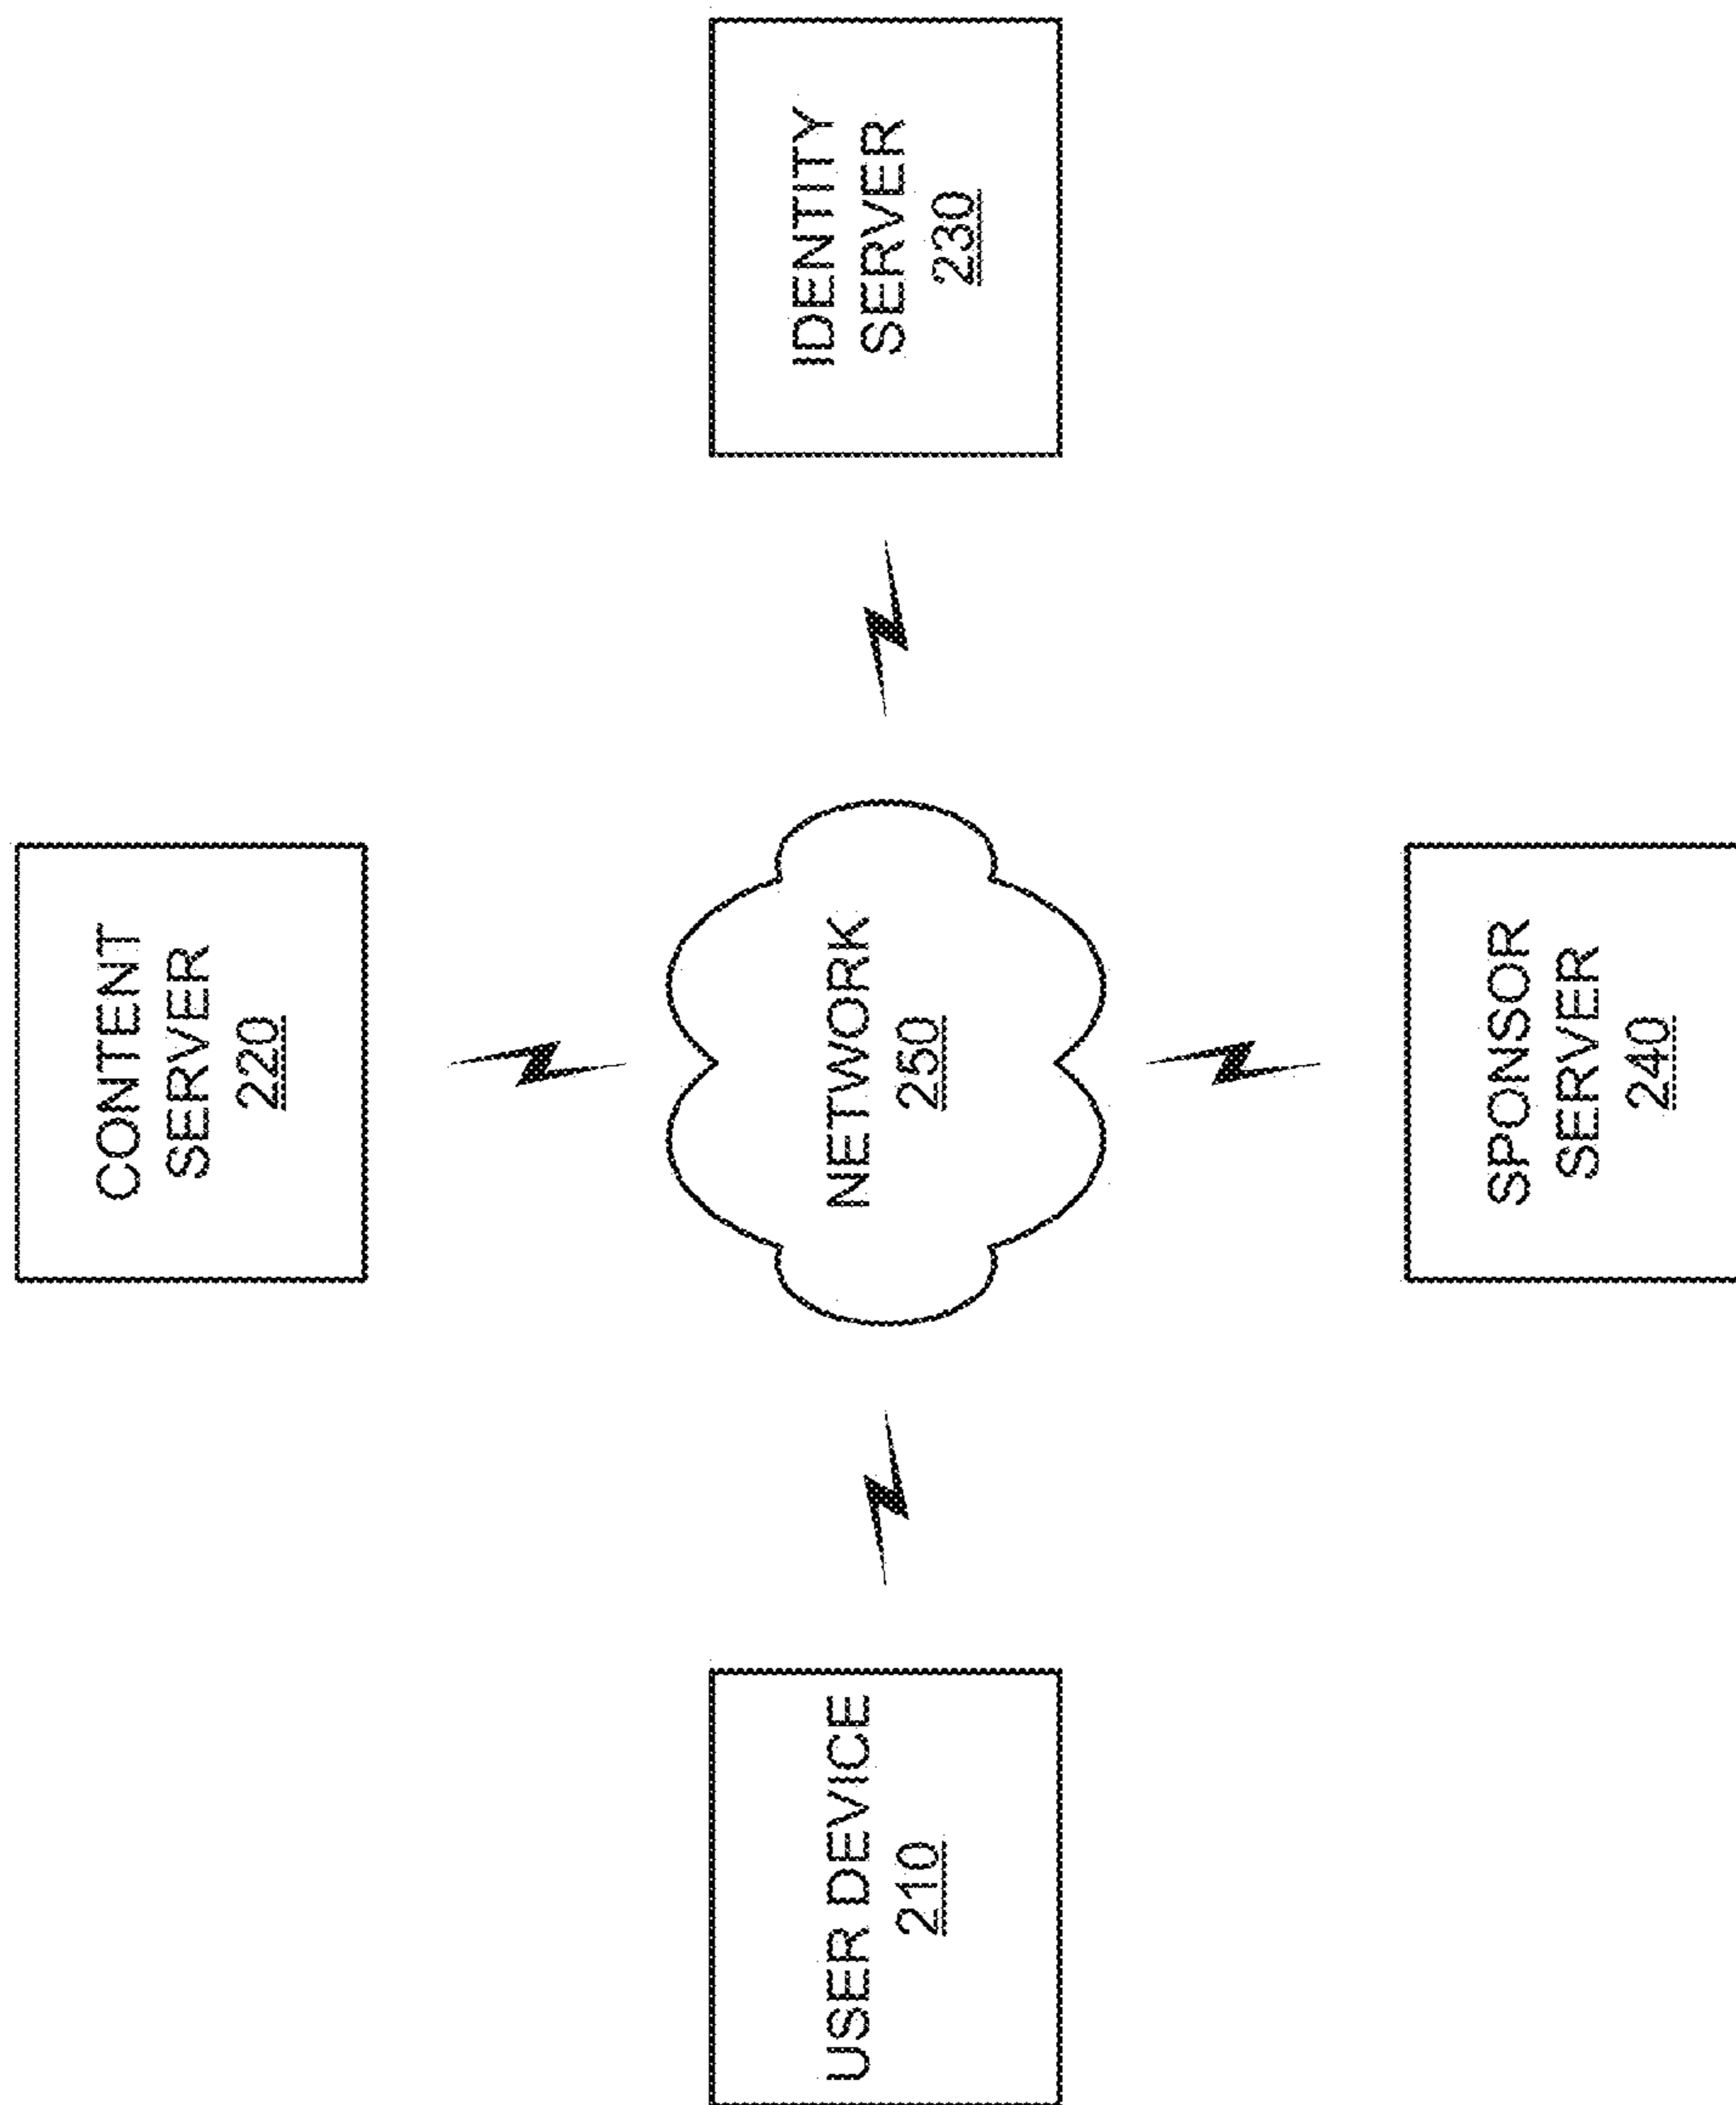 CONTENT
SERVER
220
USER DEVICE
210
NETWORK
250
IDENTITY
SERVER
230
SPONSOR
SERVER
240